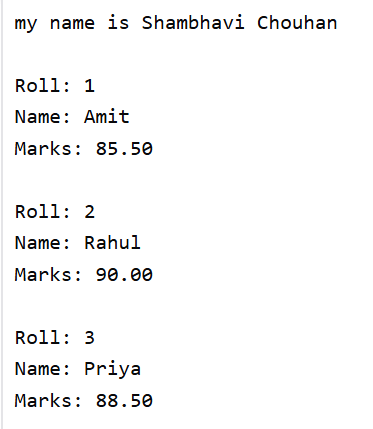 my name is Shambhavi Chouhan
Roll: 1
Name: Amit
Marks: 85.50
Roll: 2
Name: Rahul
Marks: 90.00
Roll: 3
Name: Priya
Marks: 88.50